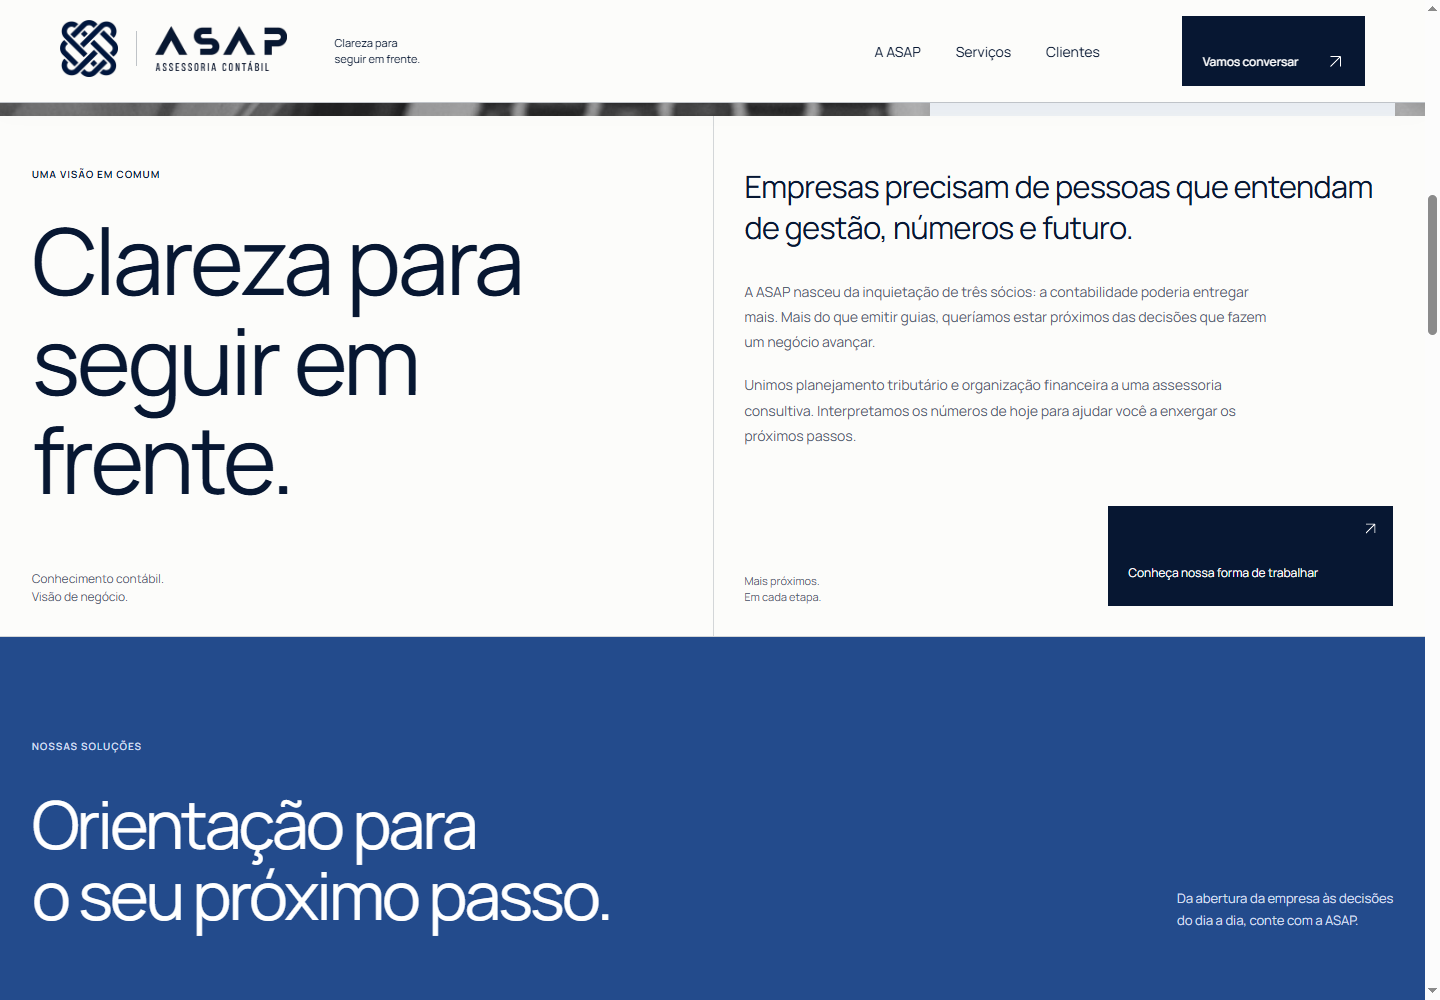 ASAP
ASSESSORIA CONTÁBIL
Clareza para
seguir em frente.
A ASAP
Serviços
Clientes
Vamos conversar
UMA VISÃO EM COMUM
Clareza para
seguir em
frente.
Conhecimento contábil.
Visão de negócio.
Empresas precisam de pessoas que entendam
de gestão, números e futuro.
A ASAP nasceu da inquietação de três sócios: a contabilidade poderia entregar
mais. Mais do que emitir guias, queríamos estar próximos das decisões que fazem
um negócio avançar.
Unimos planejamento tributário e organização financeira a uma assessoria
consultiva. Interpretamos os números de hoje para ajudar você a enxergar os
próximos passos.
Mais próximos.
Em cada etapa.
Conheça nossa forma de trabalhar
NOSSAS SOLUÇÕES
Orientação para
o seu próximo passo.
Da abertura da empresa às decisões
do dia a dia, conte com a ASAP.